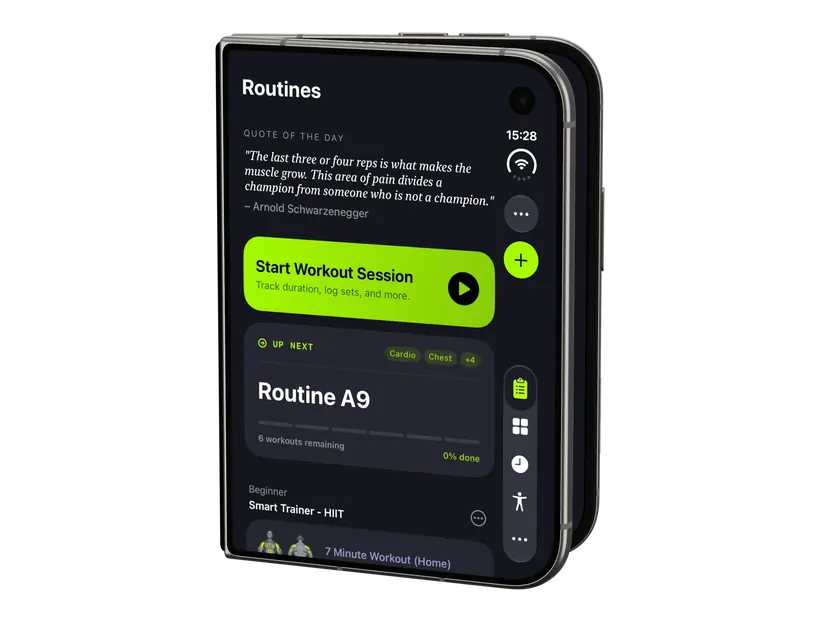 Routines
15:28
QUOTE OF THE DAY
"The last three or four reps is what makes the
muscle grow. This area of pain divides a
champion from someone who is not a champion."
– Arnold Schwarzenegger
Start Workout Session
Track duration, log sets, and more.
UP NEXT
Cardio
Chest
+4
Routine A9
6 workouts remaining
0% done
Beginner
Smart Trainer - HIIT
7 Minute Workout (Home)